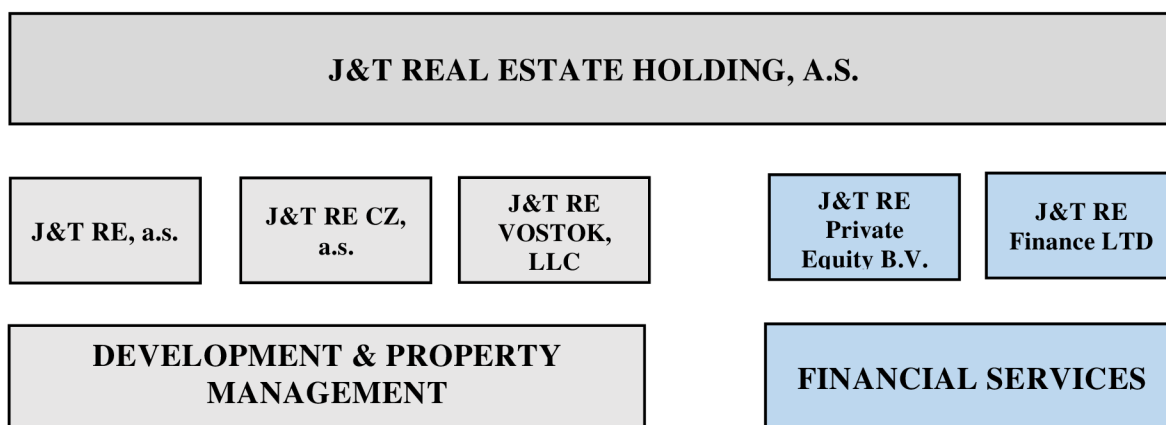 J&T REAL ESTATE HOLDING, A.S.
J&T RE, a.s.
J&T RE CZ,
a.s.
J&T RE
VOSTOK,
LLC
J&T RE
Private
Equity B.V.
J&T RE
Finance LTD
DEVELOPMENT & PROPERTY
MANAGEMENT
FINANCIAL SERVICES